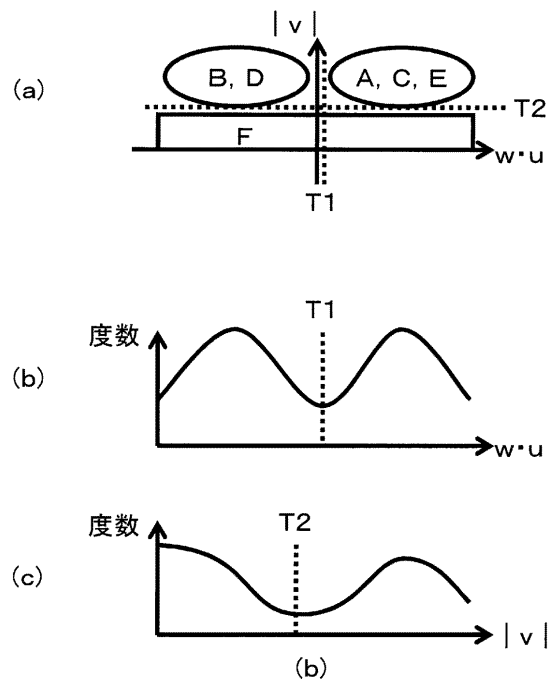 |v|
(a)
B, D
A, C, E
T2
F
w·u
T1
T1
度数
(b)
w·u
T2
度数
(c)
|v|
(b)